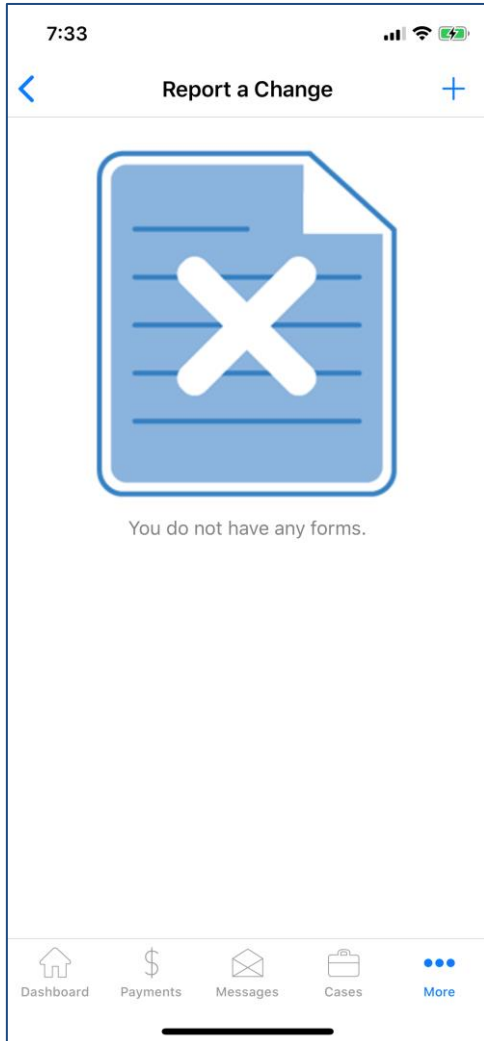 7:33
Report a Change
You do not have any forms.
Dashboard Payments Messages Cases More